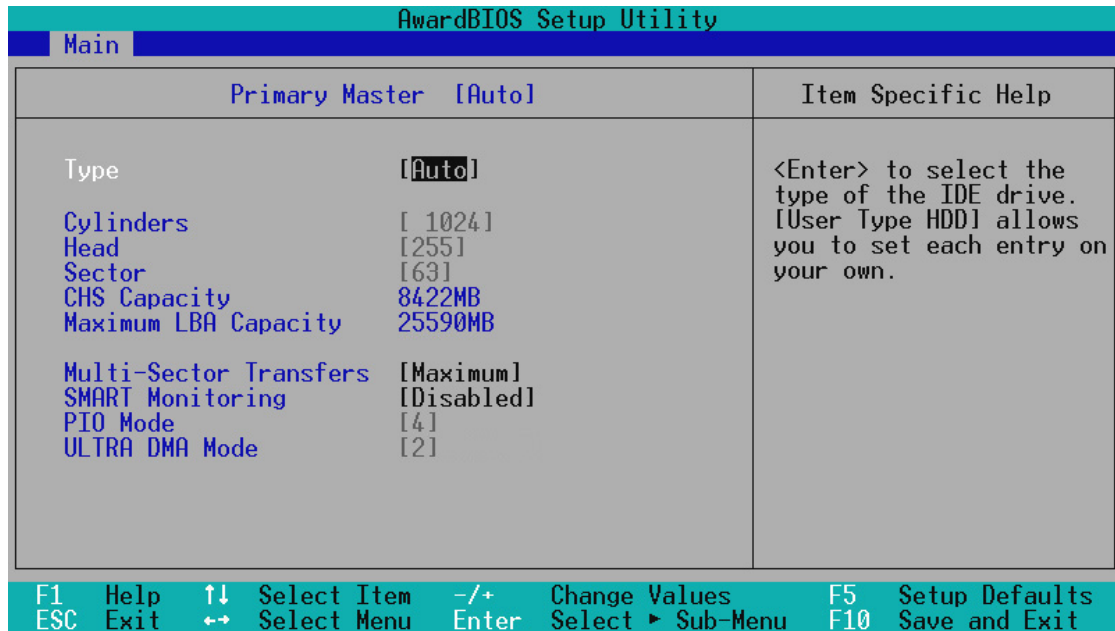 AwardBIOS Setup Utility
Main
Primary Master [Auto]
Item Specific Help
Type [Auto]
Cylinders [ 1024]
Head [255]
Sector [63]
CHS Capacity 8422MB
Maximum LBA Capacity 25590MB
Multi-Sector Transfers [Maximum]
SMART Monitoring [Disabled]
PIO Mode [4]
ULTRA DMA Mode [2]
<Enter> to select the
type of the IDE drive.
[User Type HDD] allows
you to set each entry on
your own.
F1 Help ↑↓ Select Item -/+ Change Values F5 Setup Defaults
ESC Exit ←→ Select Menu Enter Select ► Sub-Menu F10 Save and Exit